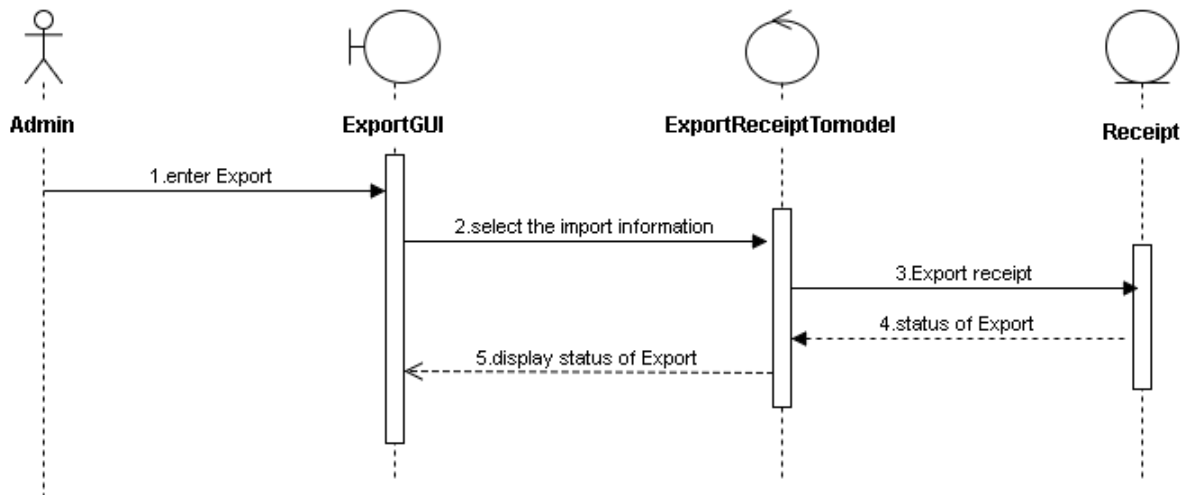 Admin
ExportGUI
ExportReceiptTomodel
Receipt
1.enter Export
2.select the import information
3.Export receipt
4.status of Export
5.display status of Export